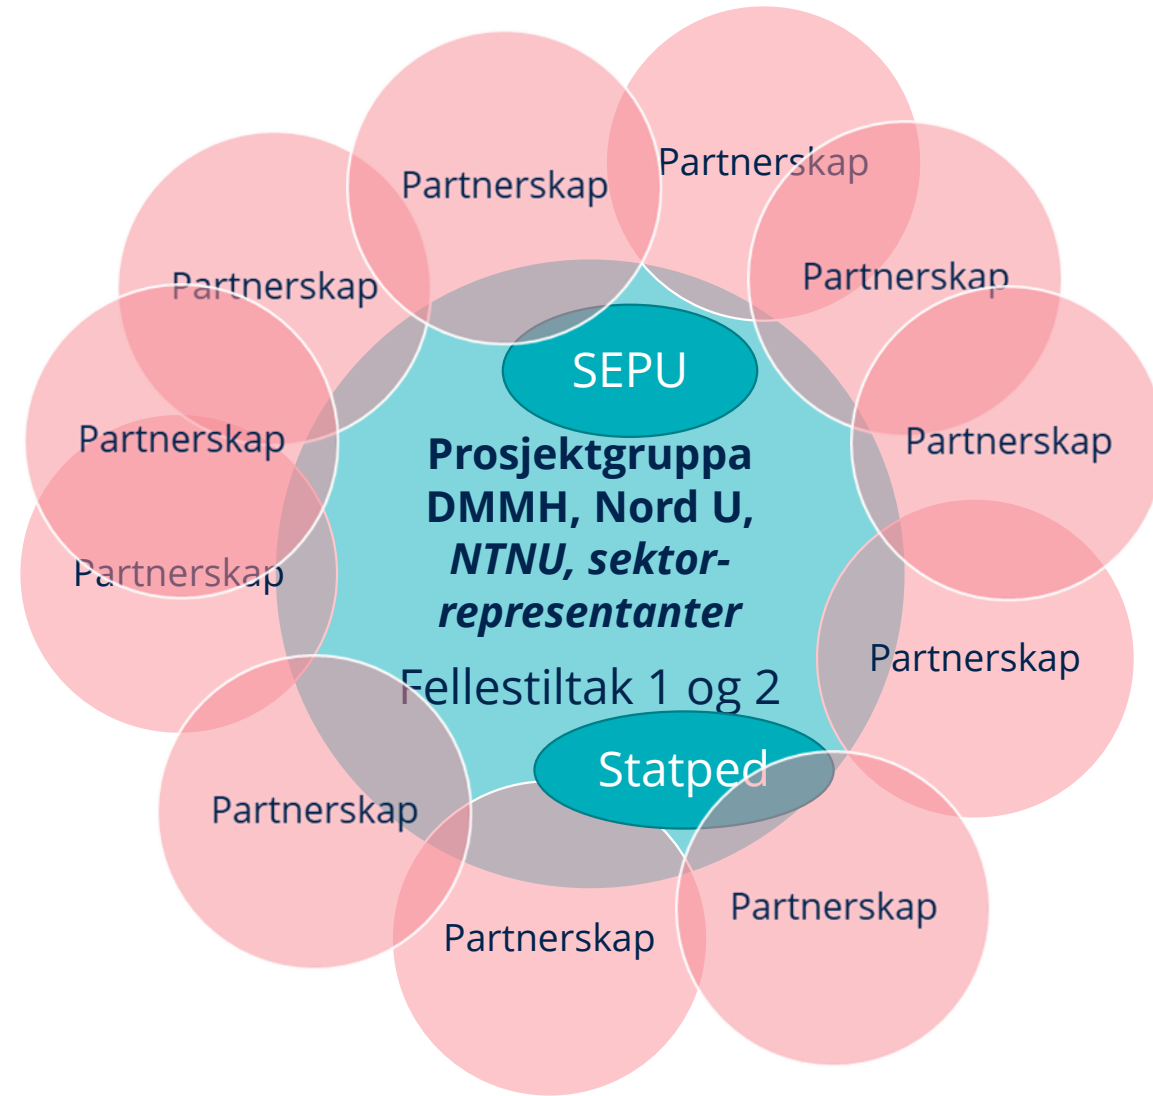 Partnerskap
Partnerskap
Partnerskap
Partnerskap
SEPU
Partnerskap
Partnerskap
Prosjektgruppa
DMMH, Nord U,
NTNU, sektor-
representanter
Partnerskap
Partnerskap
Fellestiltak 1 og 2
Statped
Partnerskap
Partnerskap
Partnerskap